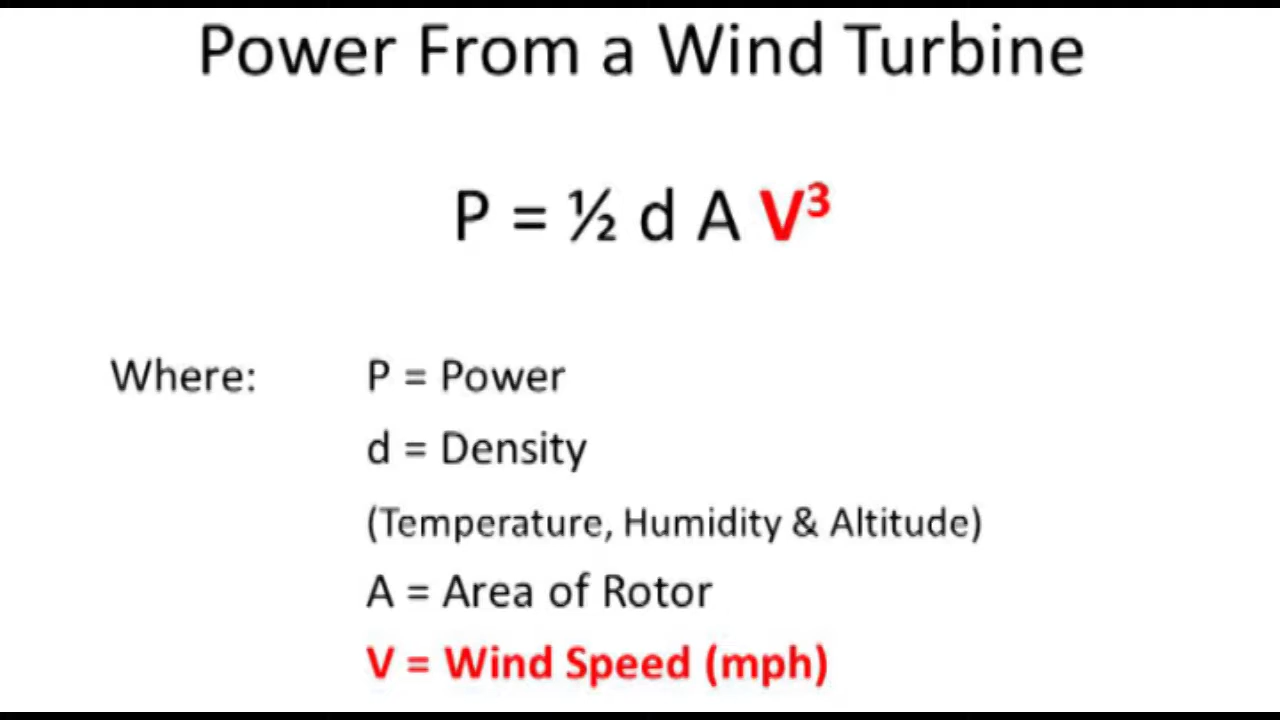 Power From a Wind Turbine
P = ½ d A V³
Where: P = Power
d = Density
(Temperature, Humidity & Altitude)
A = Area of Rotor
V = Wind Speed (mph)